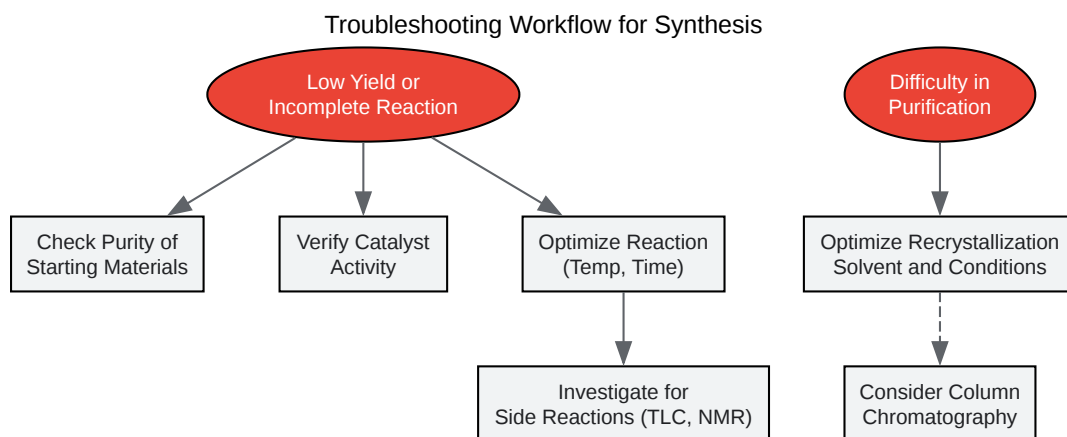 Troubleshooting Workflow for Synthesis
Low Yield or
Incomplete Reaction
Difficulty in
Purification
Check Purity of
Starting Materials
Verify Catalyst
Activity
Optimize Reaction
(Temp, Time)
Optimize Recrystallization
Solvent and Conditions
Investigate for
Side Reactions (TLC, NMR)
Consider Column
Chromatography